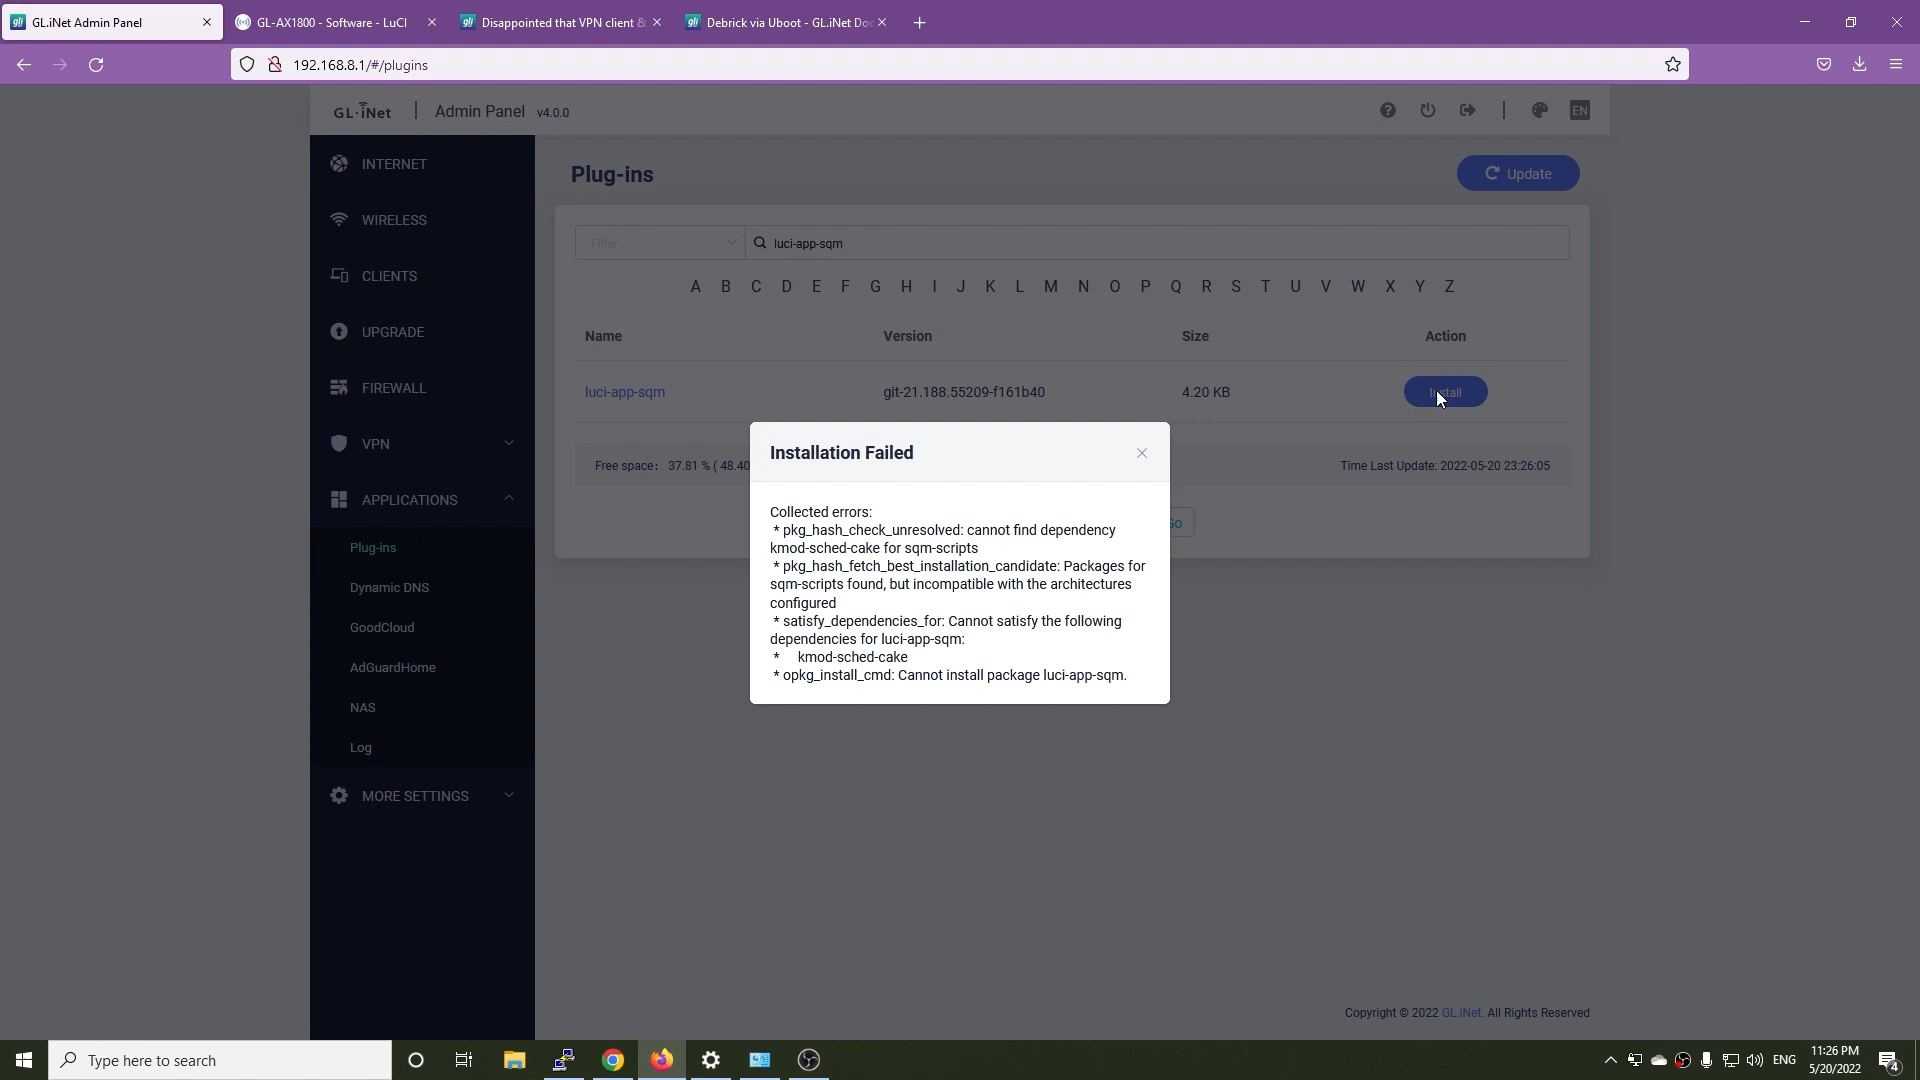 GL.iNet Admin Panel
GL-AX1800 - Software - LuCI
Disappointed that VPN client &
Debrick via Uboot - GL.iNet Doc
192.168.8.1/#/plugins
GL·iNet | Admin Panel v4.0.0
EN
INTERNET
WIRELESS
CLIENTS
UPGRADE
FIREWALL
VPN
APPLICATIONS
Plug-ins
Dynamic DNS
GoodCloud
AdGuardHome
NAS
Log
MORE SETTINGS
Plug-ins
Update
Filter
luci-app-sqm
A B C D E F G H I J K L M N O P Q R S T U V W X Y Z
Name Version Size Action
luci-app-sqm git-21.188.55209-f161b40 4.20 KB Install
Free space: 37.81 % ( 48.40
Time Last Update: 2022-05-20 23:26:05
Installation Failed
Collected errors:
* pkg_hash_check_unresolved: cannot find dependency
kmod-sched-cake for sqm-scripts
* pkg_hash_fetch_best_installation_candidate: Packages for
sqm-scripts found, but incompatible with the architectures
configured
* satisfy_dependencies_for: Cannot satisfy the following
dependencies for luci-app-sqm:
* kmod-sched-cake
* opkg_install_cmd: Cannot install package luci-app-sqm.
Go
Copyright © 2022 GL.iNet. All Rights Reserved
Type here to search
ENG
11:26 PM
5/20/2022
4